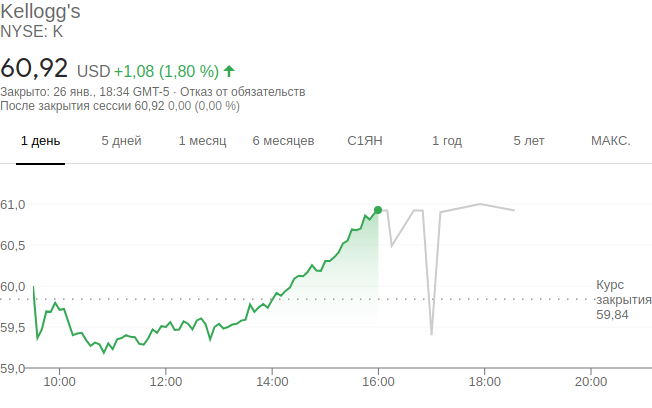 Kellogg's
NYSE: K
60,92 USD +1,08 (1,80 %)
Закрыто: 26 янв., 18:34 GMT-5 · Отказ от обязательств
После закрытия сессии 60,92 0,00 (0,00 %)
1 день 5 дней 1 месяц 6 месяцев С1ЯН 1 год 5 лет МАКС.
61,0
60,5
60,0
59,5
59,0
Курс
закрытия
59,84
10:00 12:00 14:00 16:00 18:00 20:00